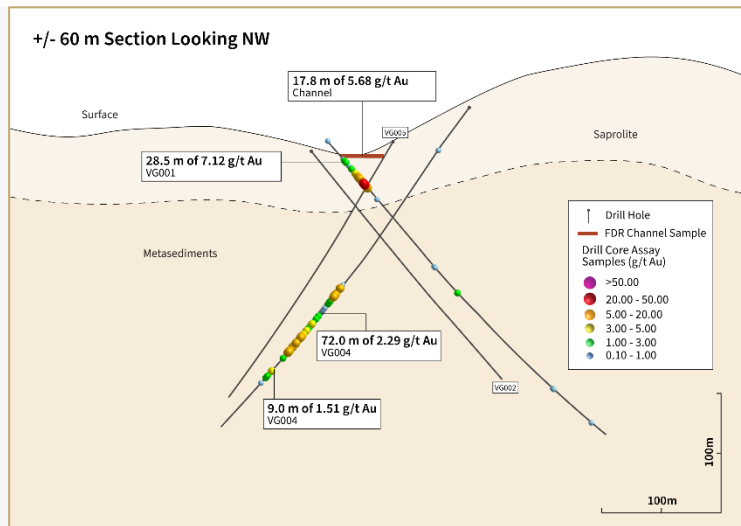 +/- 60 m Section Looking NW
17.8 m of 5.68 g/t Au
Channel
Surface
VG005
Saprolite
28.5 m of 7.12 g/t Au
VG001
Metasediments
Drill Hole
FDR Channel Sample
Drill Core Assay
Samples (g/t Au)
>50.00
20.00 - 50.00
5.00 - 20.00
3.00 - 5.00
1.00 - 3.00
0.10 - 1.00
72.0 m of 2.29 g/t Au
VG004
VG002
9.0 m of 1.51 g/t Au
VG004
100m
100m